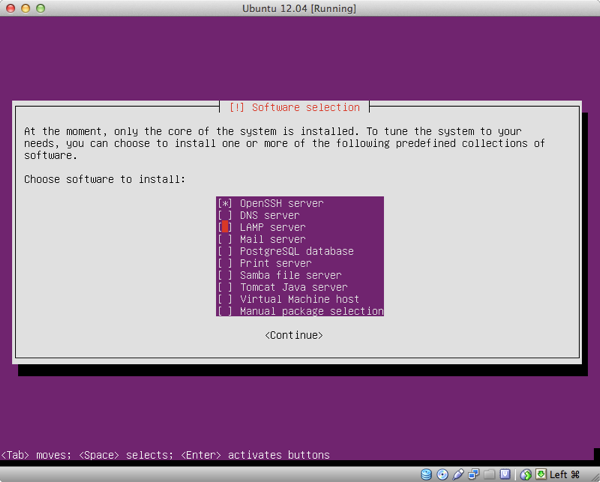 Ubuntu 12.04 [Running]
[!] Software selection
At the moment, only the core of the system is installed. To tune the system to your
needs, you can choose to install one or more of the following predefined collections of
software.
Choose software to install:
[*] OpenSSH server
[ ] DNS server
[ ] LAMP server
[ ] Mail server
[ ] PostgreSQL database
[ ] Print server
[ ] Samba file server
[ ] Tomcat Java server
[ ] Virtual Machine host
[ ] Manual package selection
<Continue>
<Tab> moves; <Space> selects; <Enter> activates buttons
Left ⌘